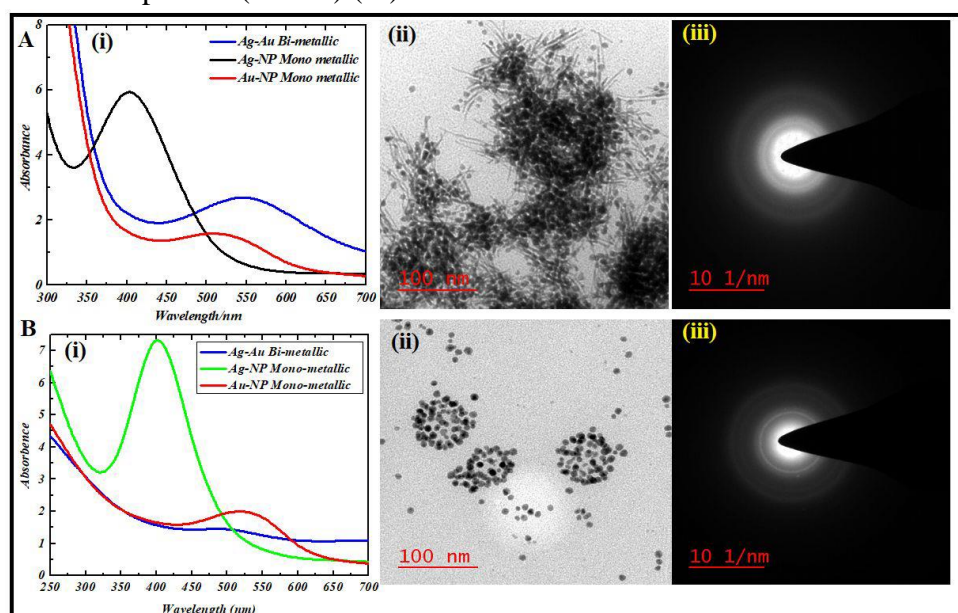 A
(i)
Ag-Au Bi-metallic
Ag-NP Mono metallic
Au-NP Mono metallic
Absorbance
8
6
4
2
0
300 350 400 450 500 550 600 650 700
Wavelength/nm
(ii)
100 nm
(iii)
10 1/nm
B
(i)
Ag-Au Bi-metallic
Ag-NP Mono-metallic
Au-NP Mono-metallic
Absorbence
7
6
5
4
3
2
1
0
250 300 350 400 450 500 550 600 650 700
Wavelength (nm)
(ii)
100 nm
(iii)
10 1/nm